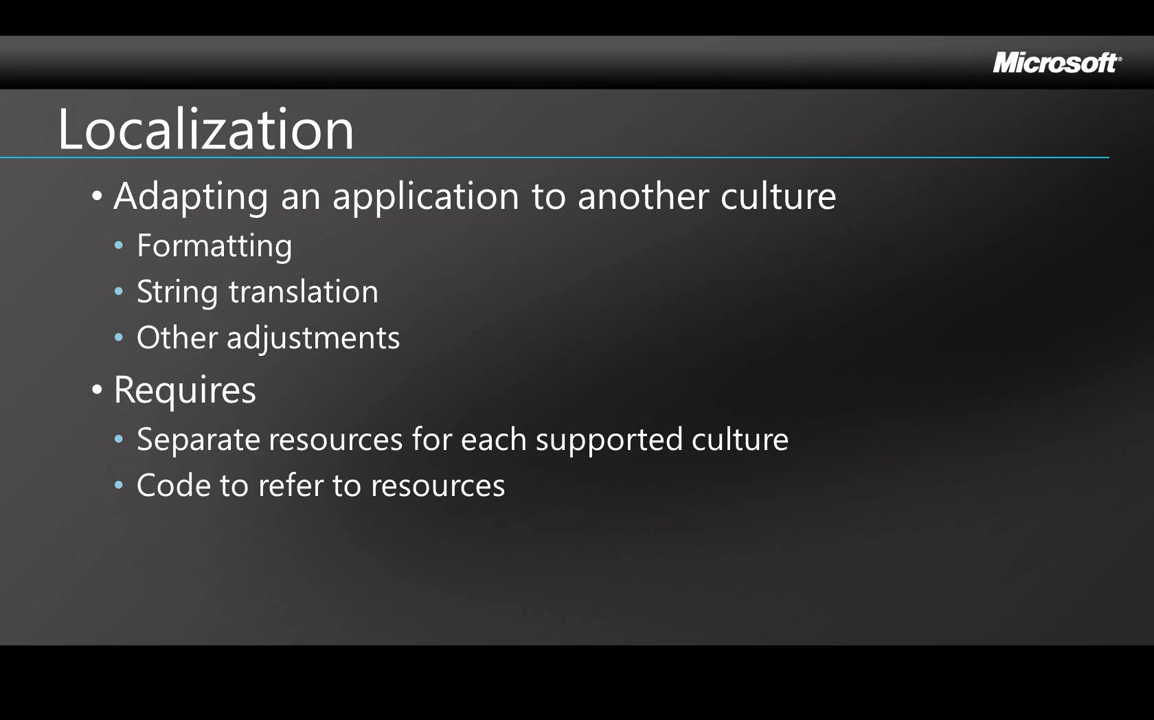 Microsoft
Localization
• Adapting an application to another culture
• Formatting
• String translation
• Other adjustments
• Requires
• Separate resources for each supported culture
• Code to refer to resources